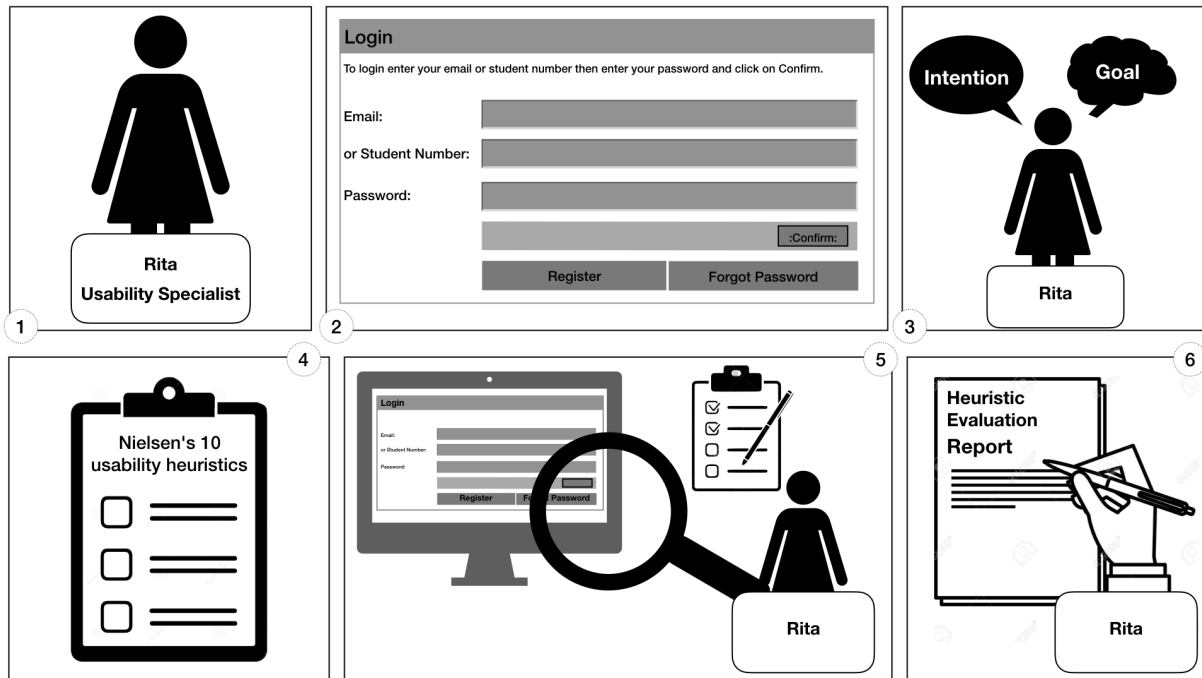 Rita
Usability Specialist
1
Login
To login enter your email or student number then enter your password and click on Confirm.
Email:
or Student Number:
Password:
:Confirm:
Register
Forgot Password
2
Intention
Goal
Rita
3
4
Nielsen's 10
usability heuristics
5
Login
Email:
or Student Number:
Password:
Register
Password
Rita
6
Heuristic
Evaluation
Report
Rita